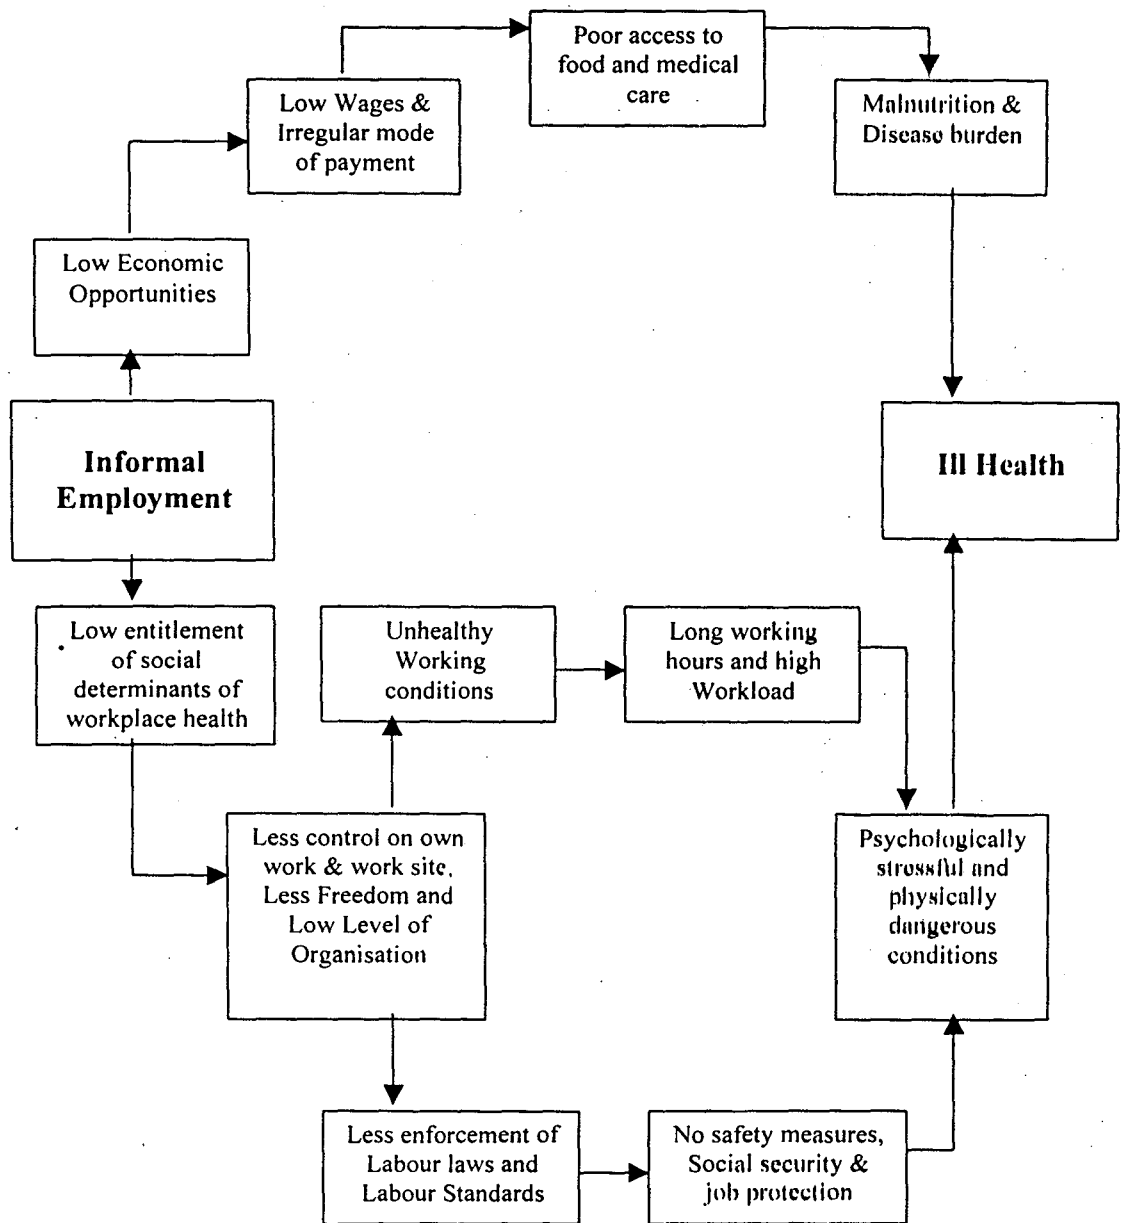 Poor access to
food and medical
care
Low Wages &
Irregular mode
of payment
Malnutrition &
Disease burden
Low Economic
Opportunities
Informal
Employment
Ill Health
Low entitlement
of social
determinants of
workplace health
Unhealthy
Working
conditions
Long working
hours and high
Workload
Less control on own
work & work site,
Less Freedom and
Low Level of
Organisation
Psychologically
stressful and
physically
dangerous
conditions
Less enforcement of
Labour laws and
Labour Standards
No safety measures,
Social security &
job protection